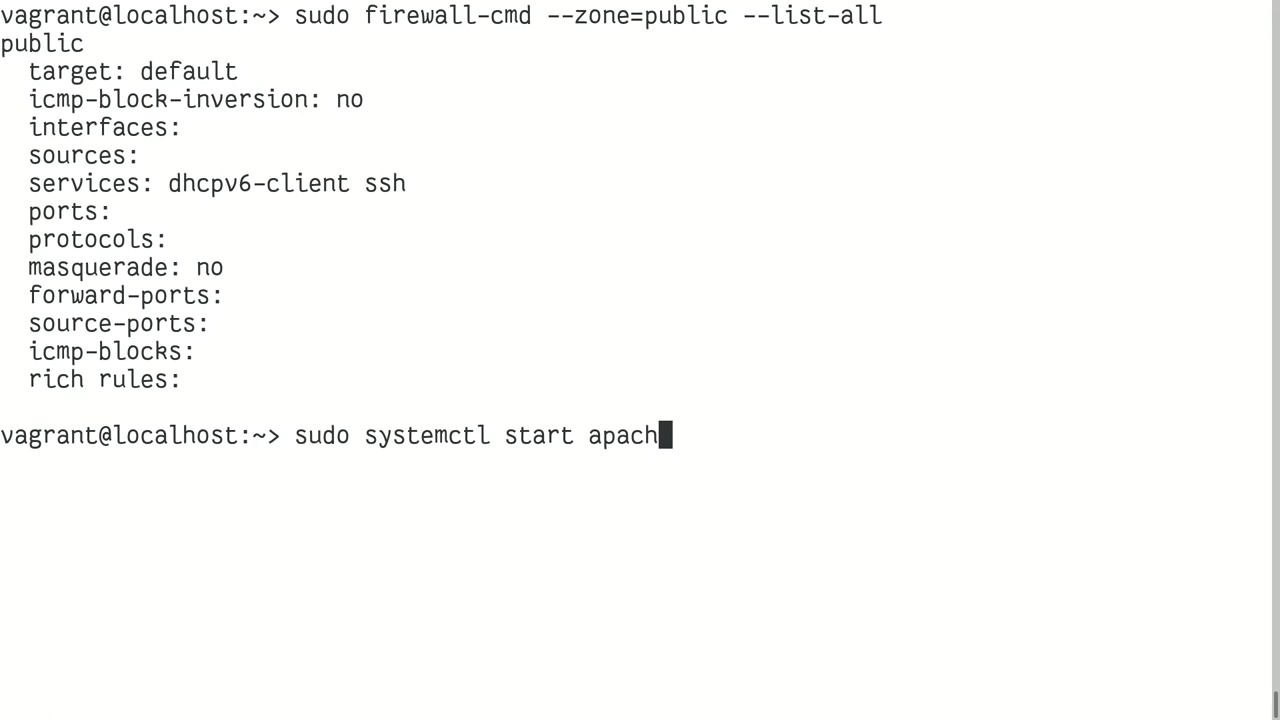 vagrant@localhost:~> sudo firewall-cmd --zone=public --list-all
public
  target: default
  icmp-block-inversion: no
  interfaces:
  sources:
  services: dhcpv6-client ssh
  ports:
  protocols:
  masquerade: no
  forward-ports:
  source-ports:
  icmp-blocks:
  rich rules:

vagrant@localhost:~> sudo systemctl start apach